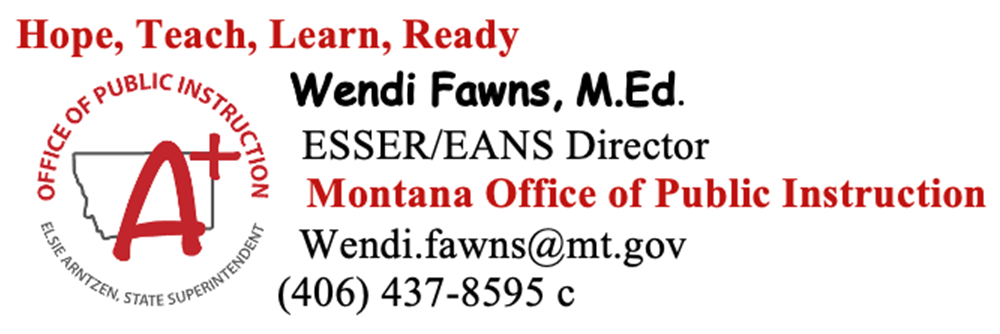 Hope, Teach, Learn, Ready
OFFICE OF PUBLIC INSTRUCTION
A+
ELSIE ARNTZEN, STATE SUPERINTENDENT
Wendi Fawns, M.Ed.
ESSER/EANS Director
Montana Office of Public Instruction
Wendi.fawns@mt.gov
(406) 437-8595 c